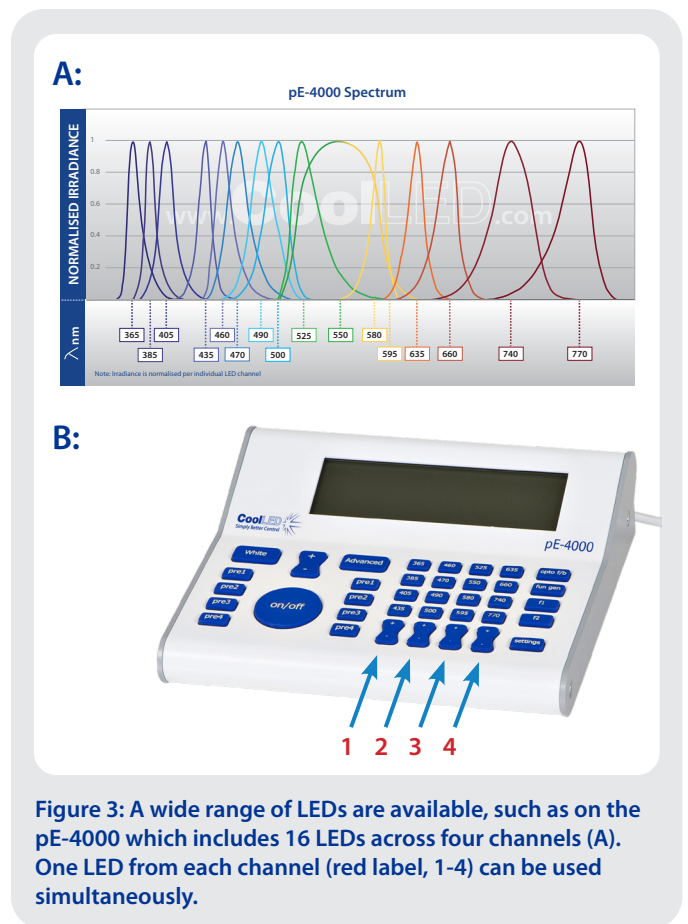 A:
pE-4000 Spectrum
NORMALISED IRRADIANCE
1
0.8
0.6
0.4
0.2
www.CoolLED.com
λ nm
365 405 460 490 525 550 580 635 660 740 770
385 435 470 500 595
Note: Irradiance is normalised per individual LED channel
B:
CoolLED
Simply Better Control
pE-4000
White + Advanced 365 460 525 635 opto f/b
- 385 470 550 660 fun gen
pre1 pre1 405 490 580 740 f1
pre2 pre2 435 500 595 770 f2
pre3 on/off pre3 + + + + settings
pre4 pre4 - - - -
1 2 3 4
Figure 3: A wide range of LEDs are available, such as on the
pE-4000 which includes 16 LEDs across four channels (A).
One LED from each channel (red label, 1-4) can be used
simultaneously.